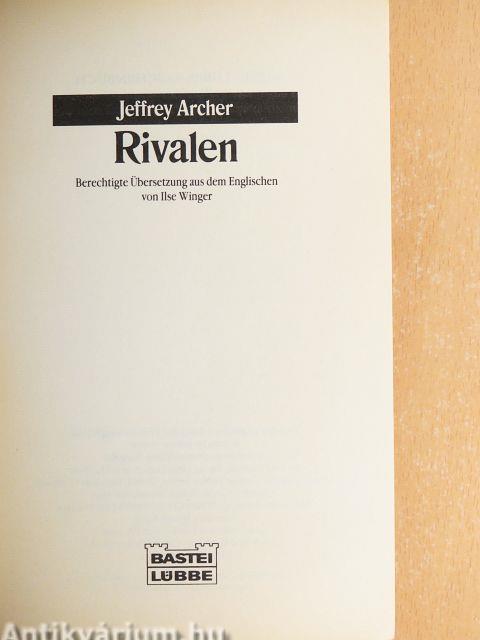 Jeffrey Archer
Rivalen
Berechtigte Übersetzung aus dem Englischen
von Ilse Winger
BASTEI
LÜBBE
Antikvárium.hu